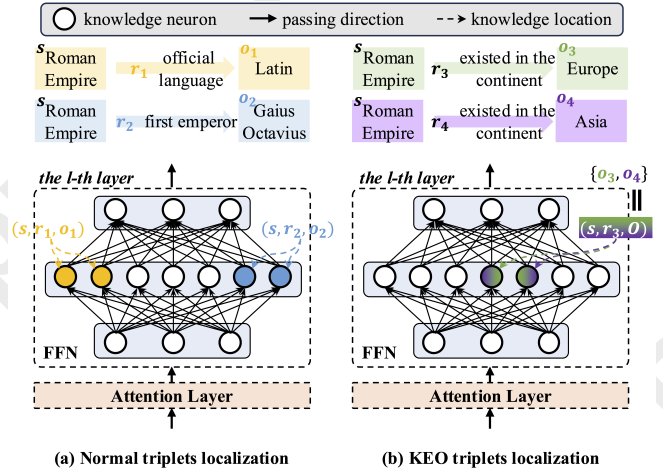 knowledge neuron passing direction knowledge location
s Roman Empire r1 official language o1 Latin
s Roman Empire r2 first emperor o2 Gaius Octavius
s Roman Empire r3 existed in the continent o3 Europe
s Roman Empire r4 existed in the continent o4 Asia
the l-th layer
(s, r1, o1)
(s, r2, o2)
FFN
Attention Layer
(a) Normal triplets localization
the l-th layer
{o3, o4}
=
(s, r3, O)
FFN
Attention Layer
(b) KEO triplets localization